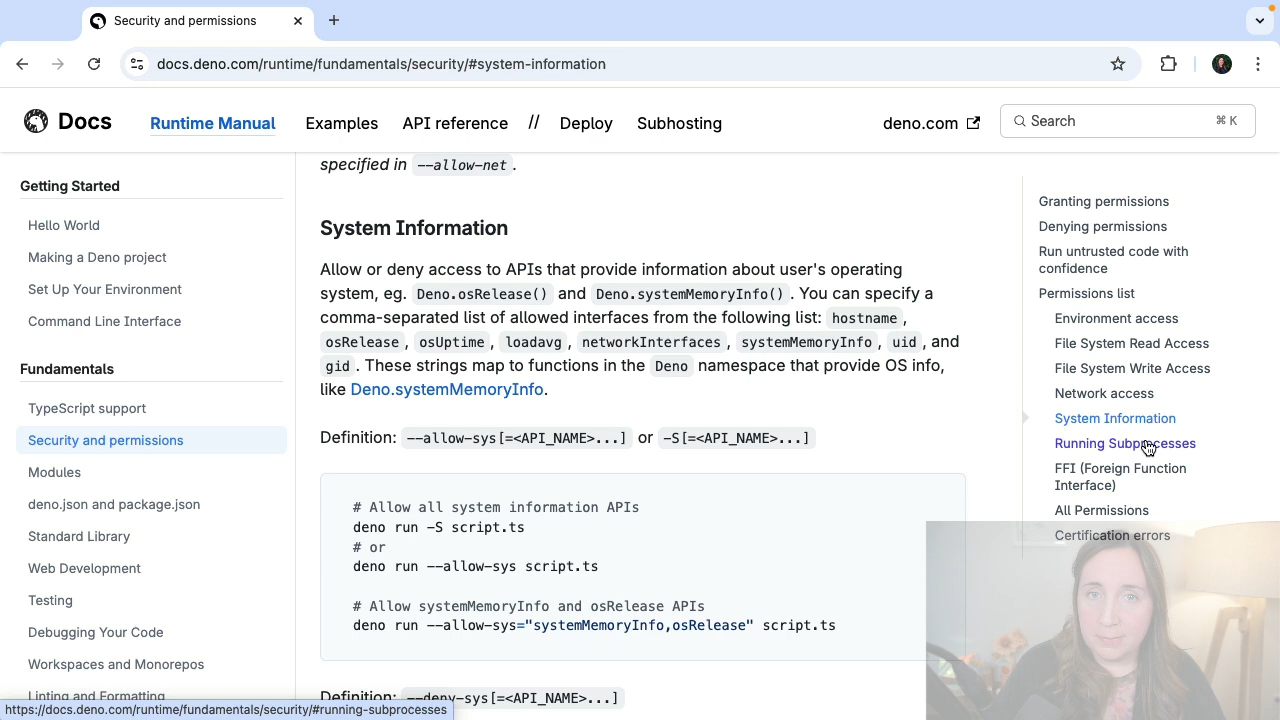 Security and permissions
docs.deno.com/runtime/fundamentals/security/#system-information
Docs
Runtime Manual
Examples
API reference
//
Deploy
Subhosting
deno.com
Search
⌘ K
Getting Started
Hello World
Making a Deno project
Set Up Your Environment
Command Line Interface
Fundamentals
TypeScript support
Security and permissions
Modules
deno.json and package.json
Standard Library
Web Development
Testing
Debugging Your Code
Workspaces and Monorepos
Linting and Formatting
https://docs.deno.com/runtime/fundamentals/security/#running-subprocesses
specified in --allow-net.
System Information
Allow or deny access to APIs that provide information about user's operating
system, eg. Deno.osRelease() and Deno.systemMemoryInfo(). You can specify a
comma-separated list of allowed interfaces from the following list: hostname,
osRelease, osUptime, loadavg, networkInterfaces, systemMemoryInfo, uid, and
gid. These strings map to functions in the Deno namespace that provide OS info,
like Deno.systemMemoryInfo.
Definition: --allow-sys[=<API_NAME>...] or -S[=<API_NAME>...]
# Allow all system information APIs
deno run -S script.ts
# or
deno run --allow-sys script.ts
# Allow systemMemoryInfo and osRelease APIs
deno run --allow-sys="systemMemoryInfo,osRelease" script.ts
Definition: --deny-sys[=<API_NAME>...]
Granting permissions
Denying permissions
Run untrusted code with
confidence
Permissions list
Environment access
File System Read Access
File System Write Access
Network access
System Information
Running Subprocesses
FFI (Foreign Function
Interface)
All Permissions
Certification errors